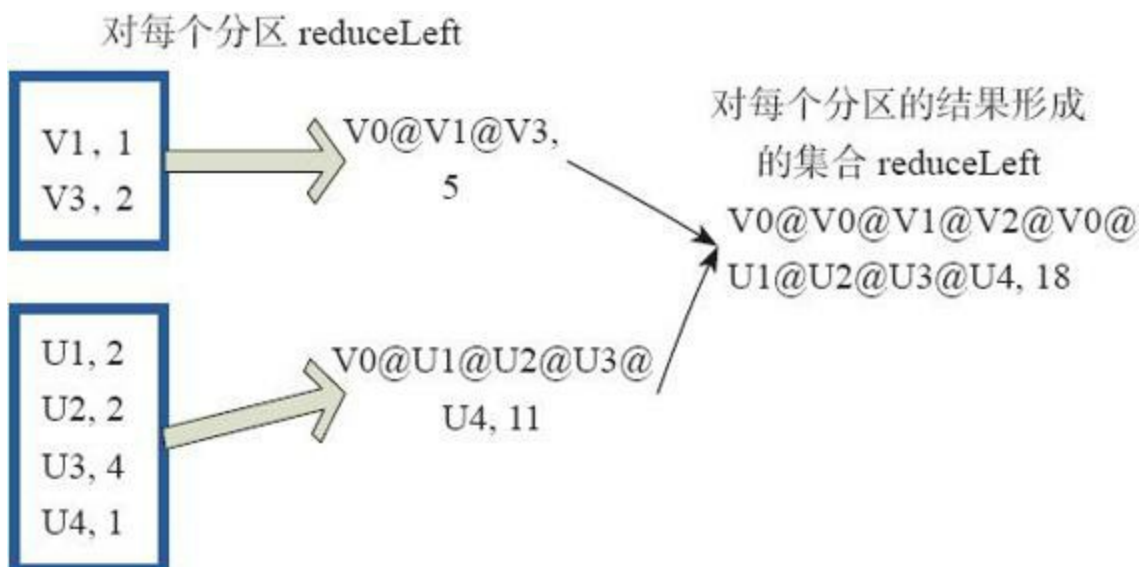 对每个分区 reduceLeft
V1, 1
V3, 2
V0@V1@V3,
5
U1, 2
U2, 2
U3, 4
U4, 1
V0@U1@U2@U3@
U4, 11
对每个分区的结果形成
的集合 reduceLeft
V0@V0@V1@V2@V0@
U1@U2@U3@U4, 18